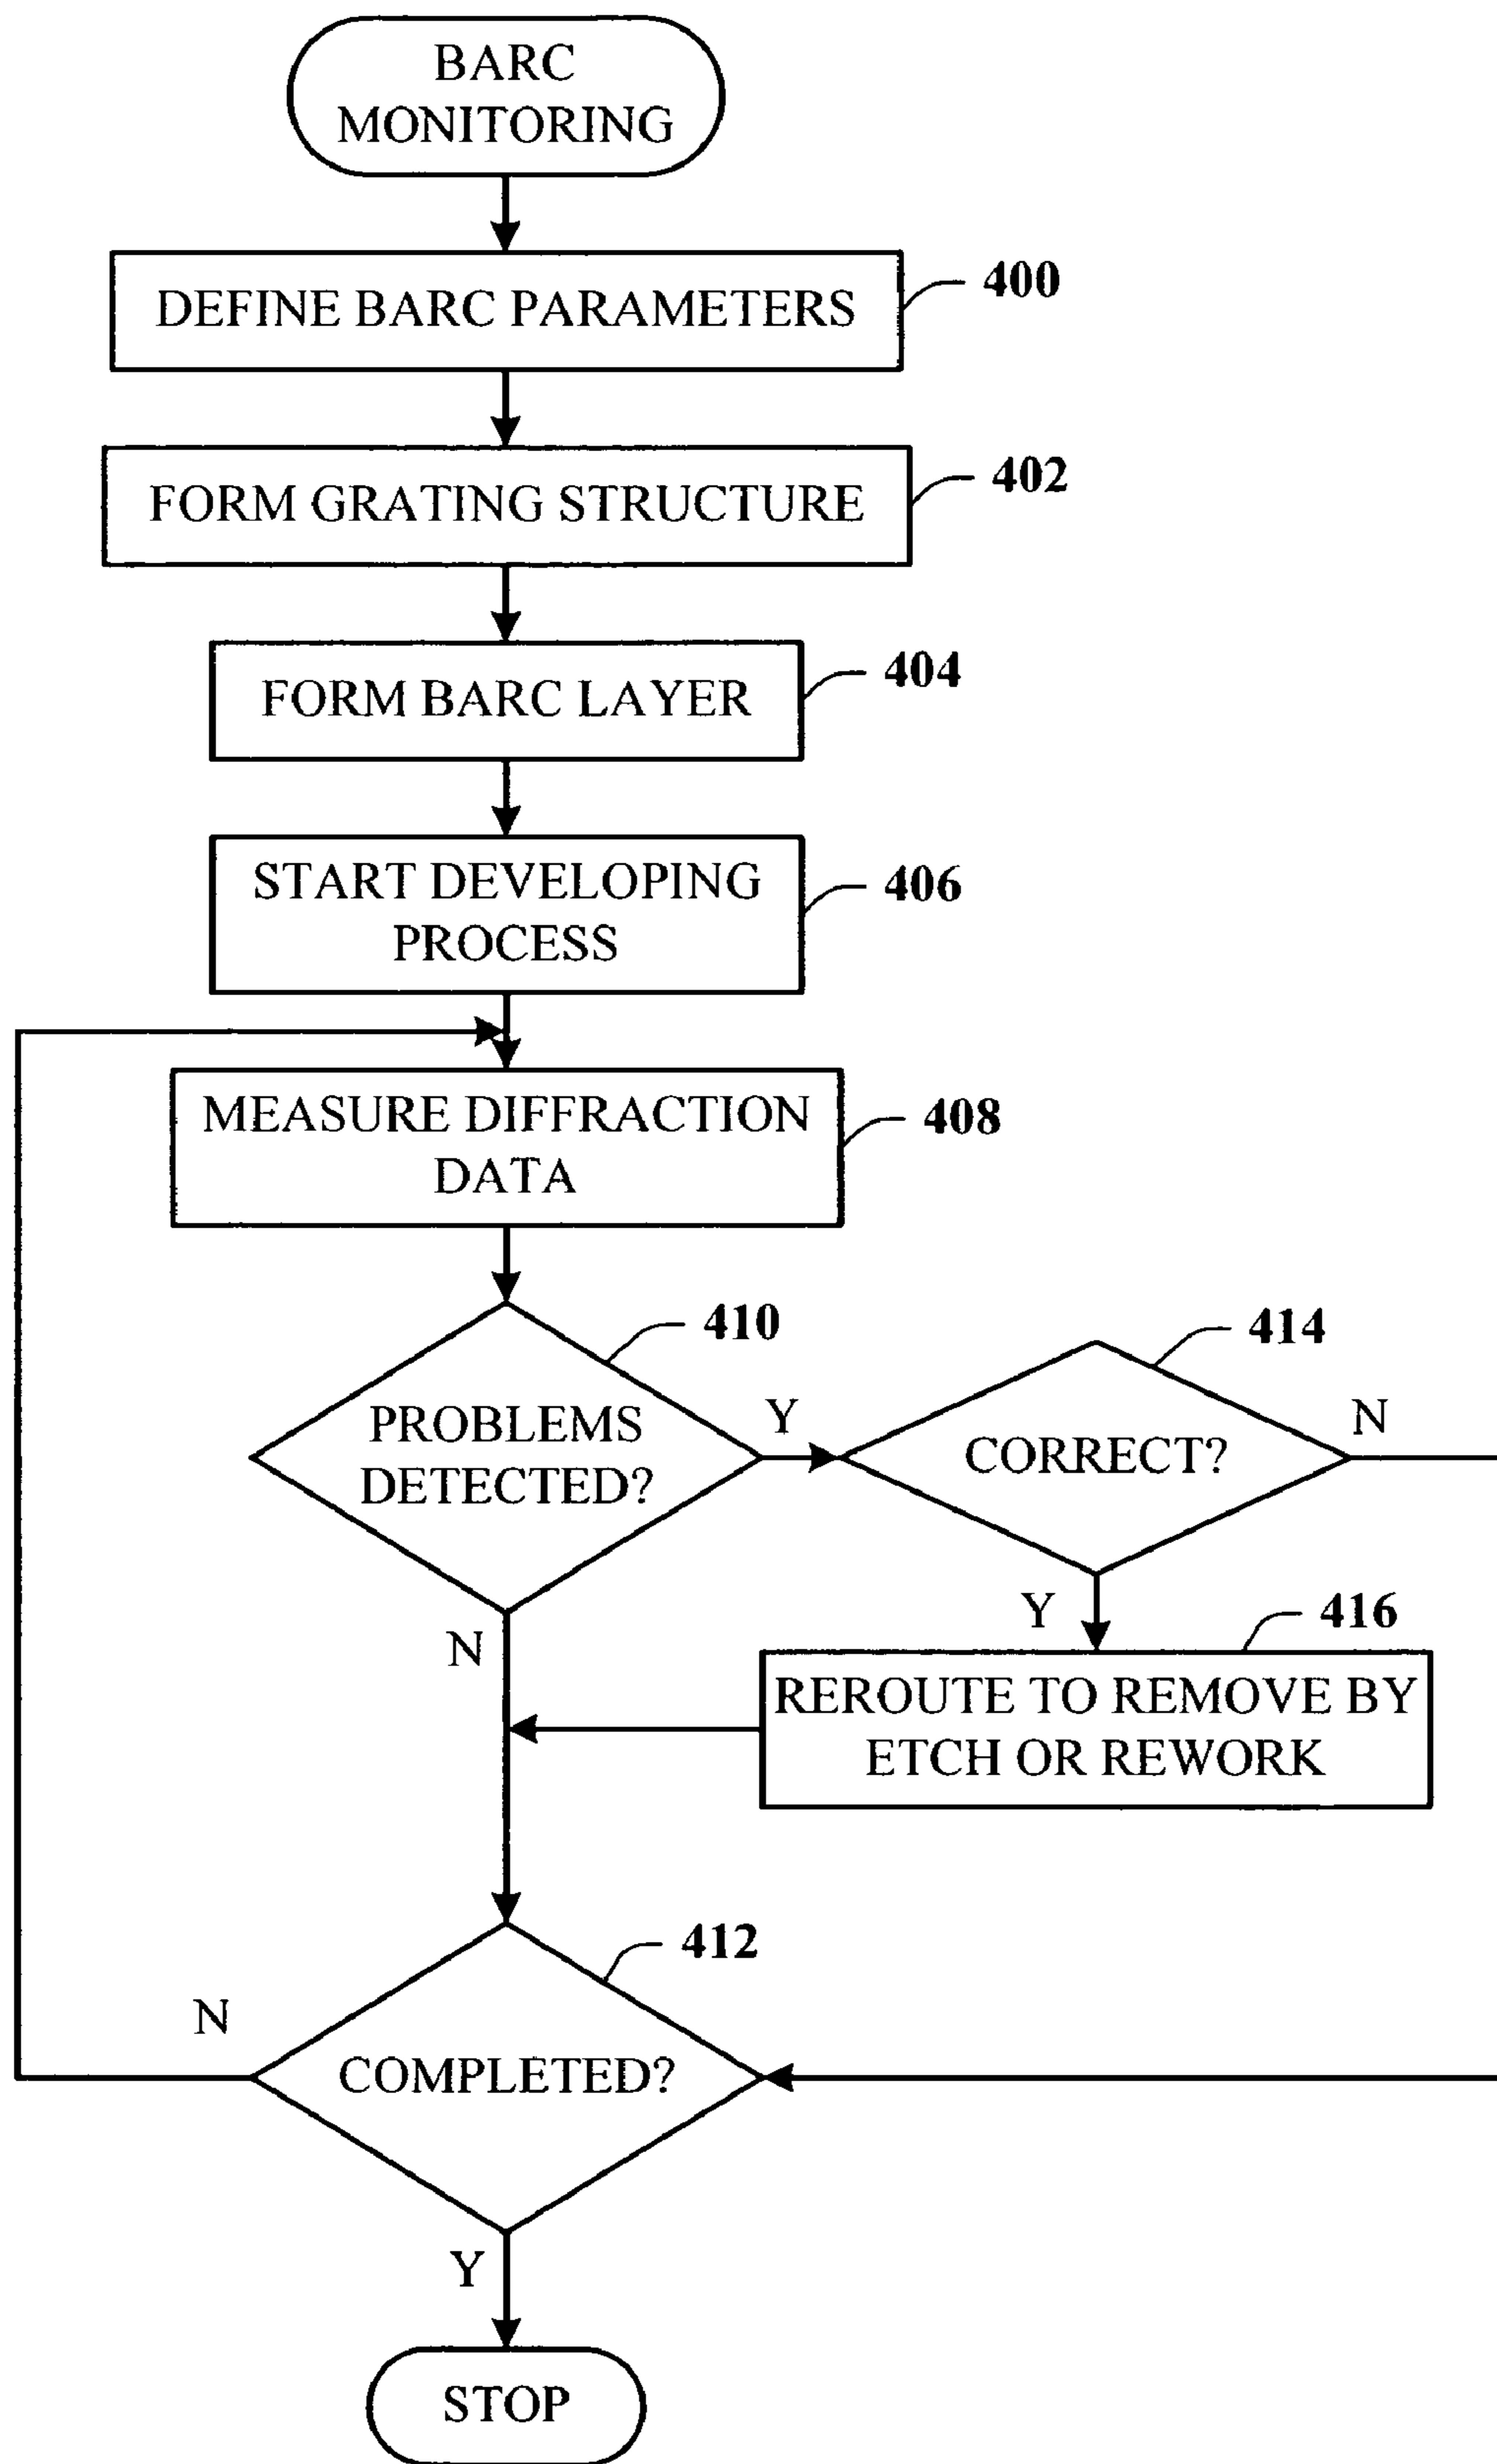 BARC
MONITORING
DEFINE BARC PARAMETERS
400
FORM GRATING STRUCTURE
402
FORM BARC LAYER
404
START DEVELOPING
PROCESS
406
MEASURE DIFFRACTION
DATA
408
410
PROBLEMS
DETECTED?
Y
N
414
CORRECT?
N
Y
416
REROUTE TO REMOVE BY
ETCH OR REWORK
412
COMPLETED?
N
Y
STOP